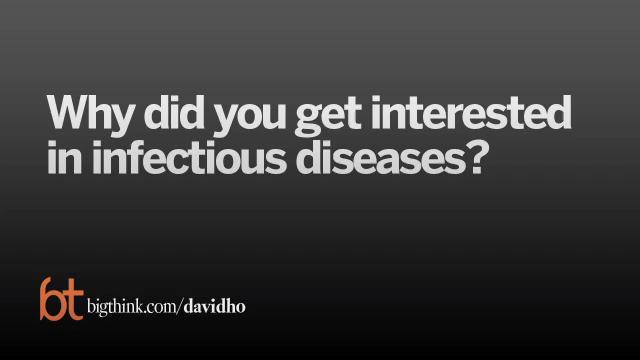 Why did you get interested
in infectious diseases?
bt bigthink.com/davidho